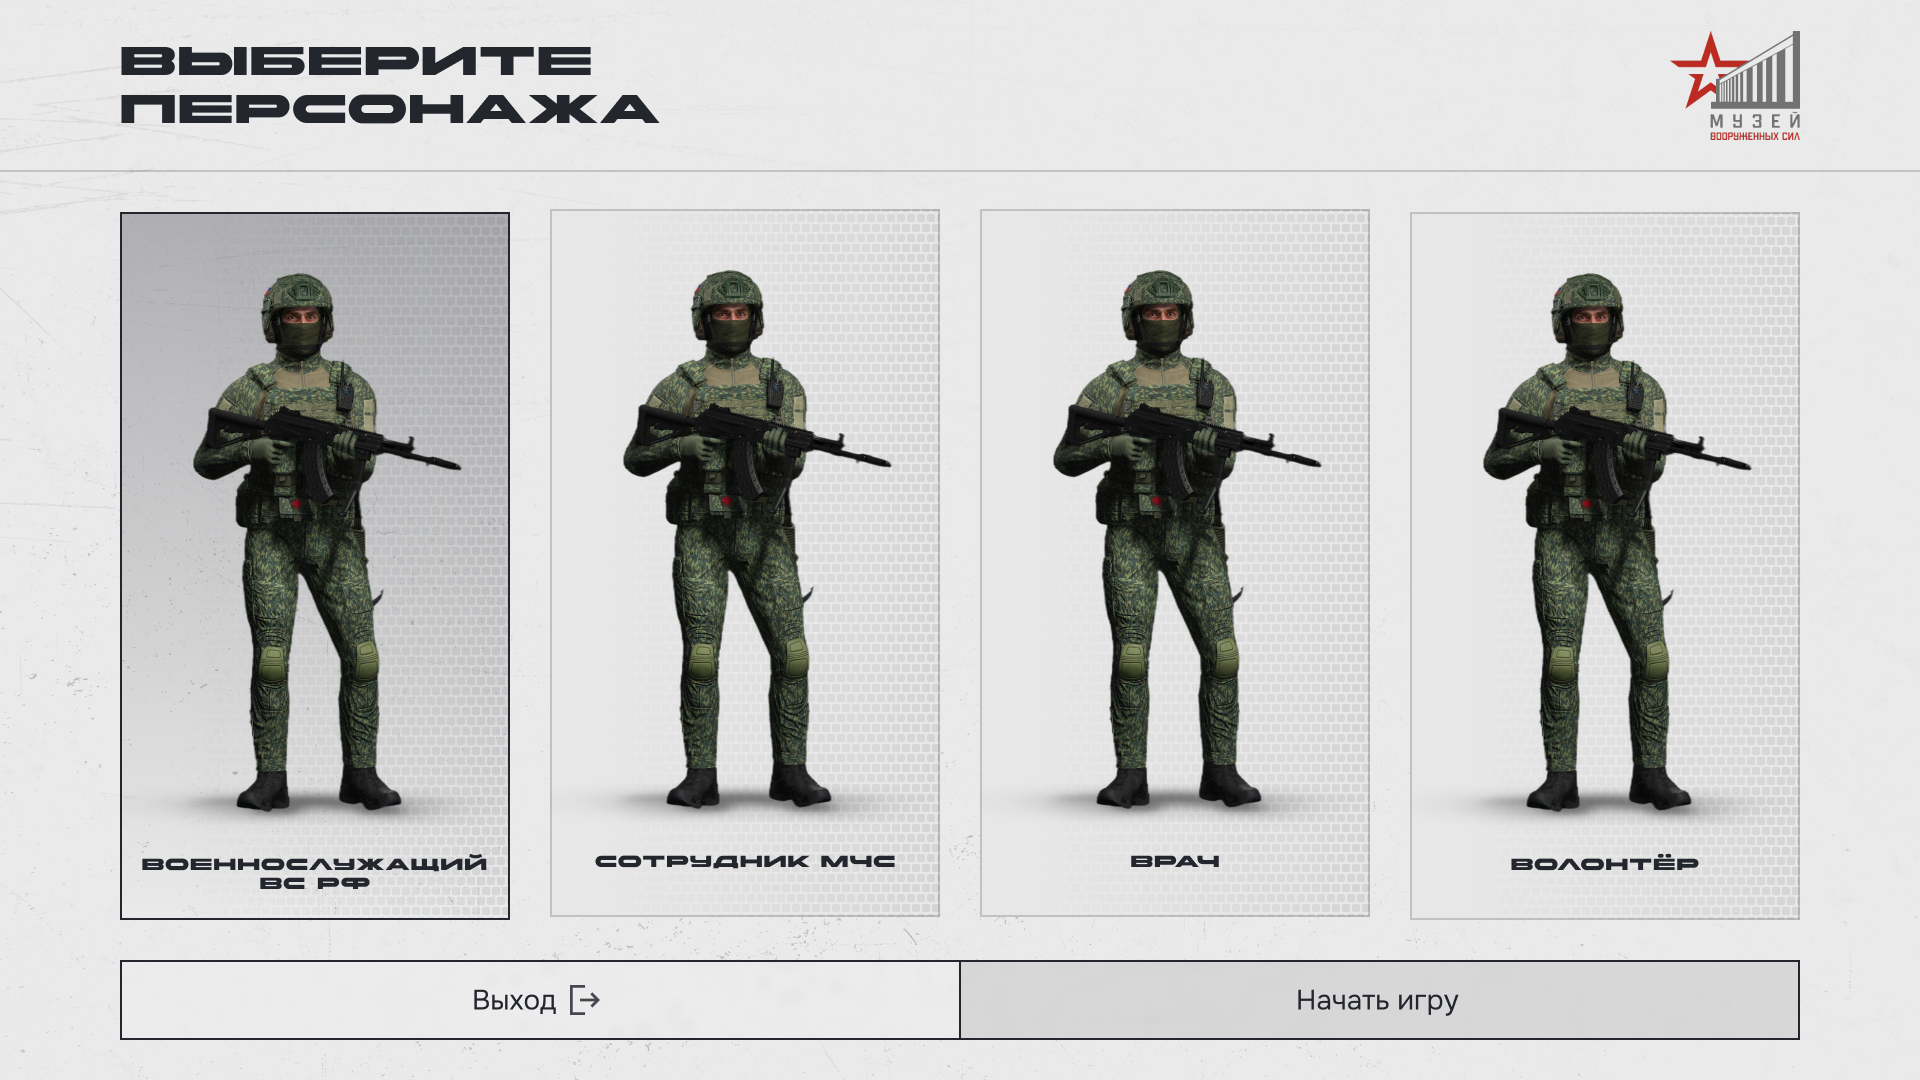 ВЫБЕРИТЕ
ПЕРСОНАЖА
МУЗЕЙ
ВООРУЖЕННЫХ СИЛ
ВОЕННОСЛУЖАЩИЙ
ВС РФ
СОТРУДНИК МЧС
ВРАЧ
ВОЛОНТЁР
Выход
Начать игру